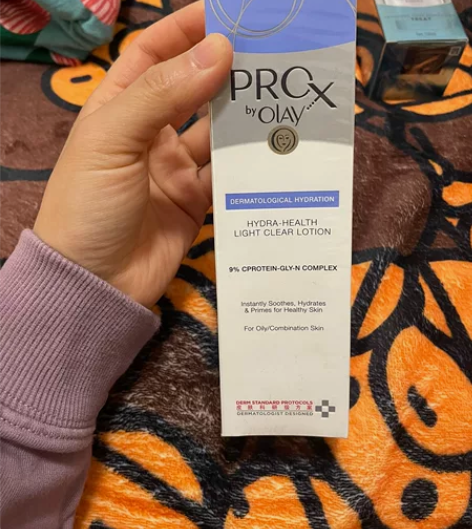 PROX
by OLAY
DERMATOLOGICAL HYDRATION
HYDRA-HEALTH
LIGHT CLEAR LOTION
9% CPROTEIN-GLY-N COMPLEX
Instantly Soothes, Hydrates
& Primes for Healthy Skin
For Oily/Combination Skin
DERM STANDARD PROTOCOLS
DERMATOLOGIST DESIGNED